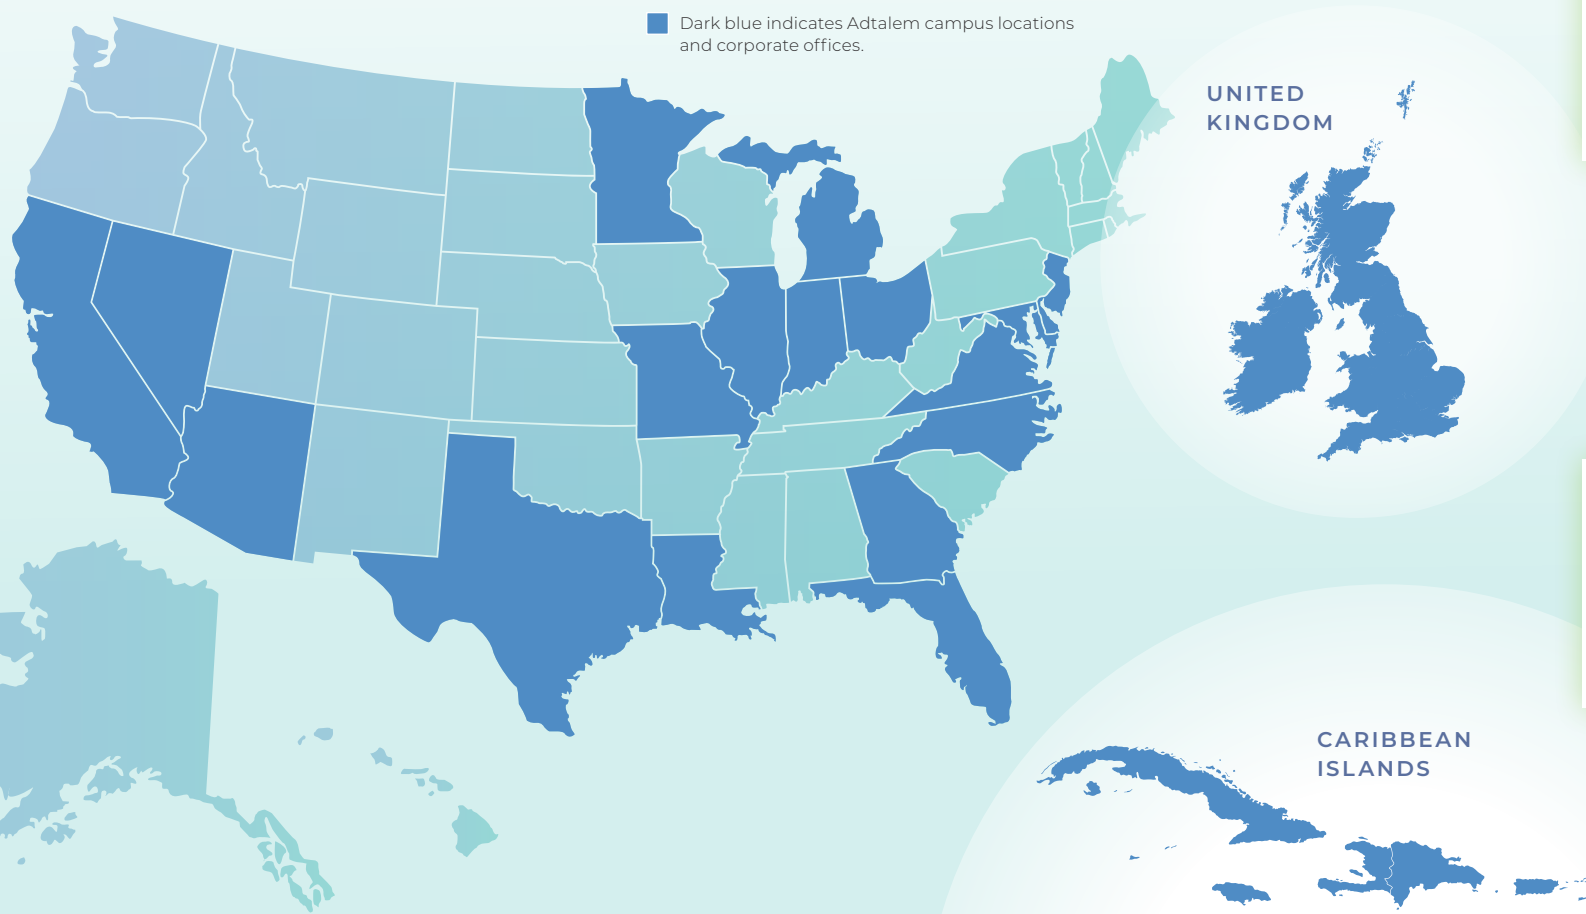 Dark blue indicates Adtalem campus locations
and corporate offices.
UNITED
KINGDOM
CARIBBEAN
ISLANDS